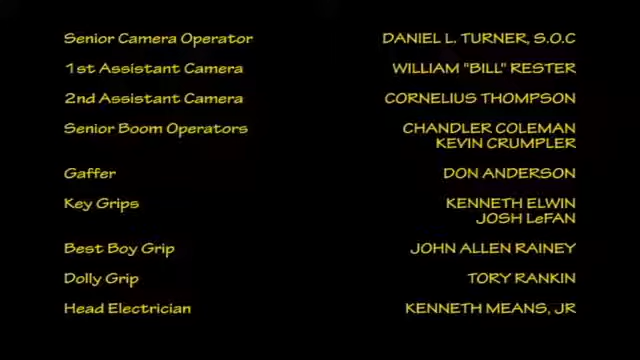 Senior Camera Operator DANIEL L. TURNER, S.O.C
1st Assistant Camera WILLIAM "BILL" RESTER
2nd Assistant Camera CORNELIUS THOMPSON
Senior Boom Operators CHANDLER COLEMAN
KEVIN CRUMPLER
Gaffer DON ANDERSON
Key Grips KENNETH ELWIN
JOSH LeFAN
Best Boy Grip JOHN ALLEN RAINEY
Dolly Grip TORY RANKIN
Head Electrician KENNETH MEANS, JR